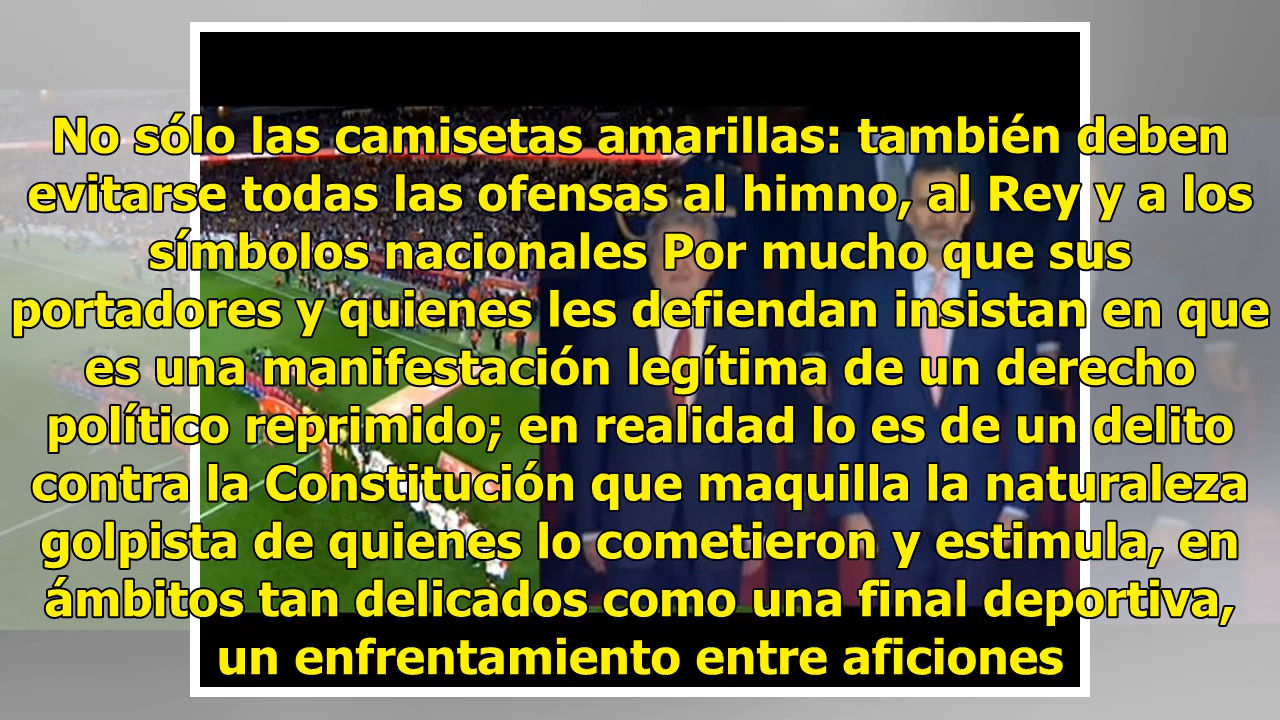 No sólo las camisetas amarillas: también deben
evitarse todas las ofensas al himno, al Rey y a los
símbolos nacionales Por mucho que sus
portadores y quienes les defiendan insistan en que
es una manifestación legítima de un derecho
político reprimido; en realidad lo es de un delito
contra la Constitución que maquilla la naturaleza
golpista de quienes lo cometieron y estimula, en
ámbitos tan delicados como una final deportiva,
un enfrentamiento entre aficiones